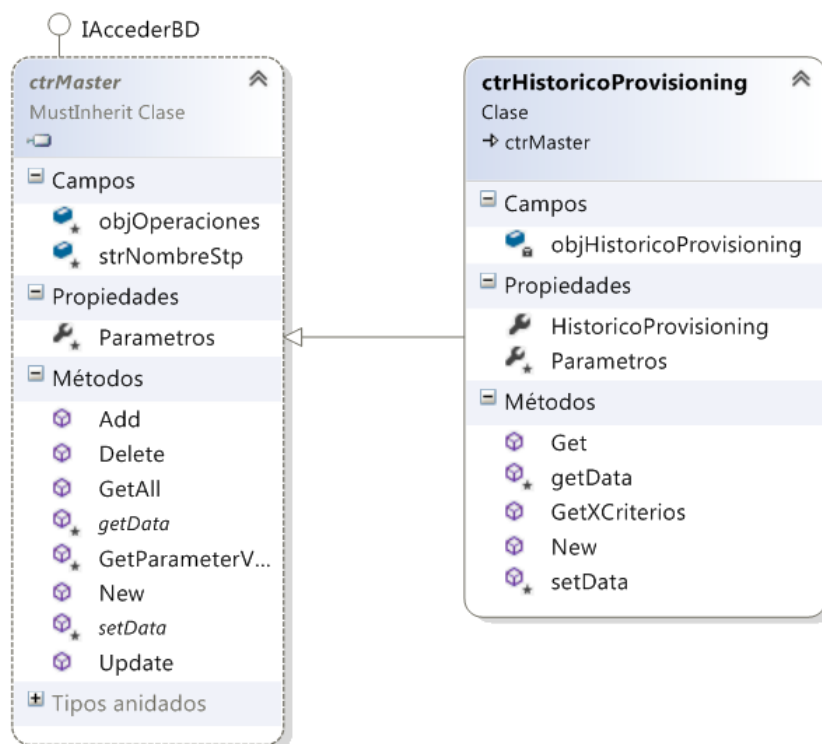 IAccederBD
ctrMaster
MustInherit Clase
Campos
objOperaciones
strNombreStp
Propiedades
Parametros
Métodos
Add
Delete
GetAll
getData
GetParameterV...
New
setData
Update
Tipos anidados
ctrHistoricoProvisioning
Clase
ctrMaster
Campos
objHistoricoProvisioning
Propiedades
HistoricoProvisioning
Parametros
Métodos
Get
getData
GetXCriterios
New
setData